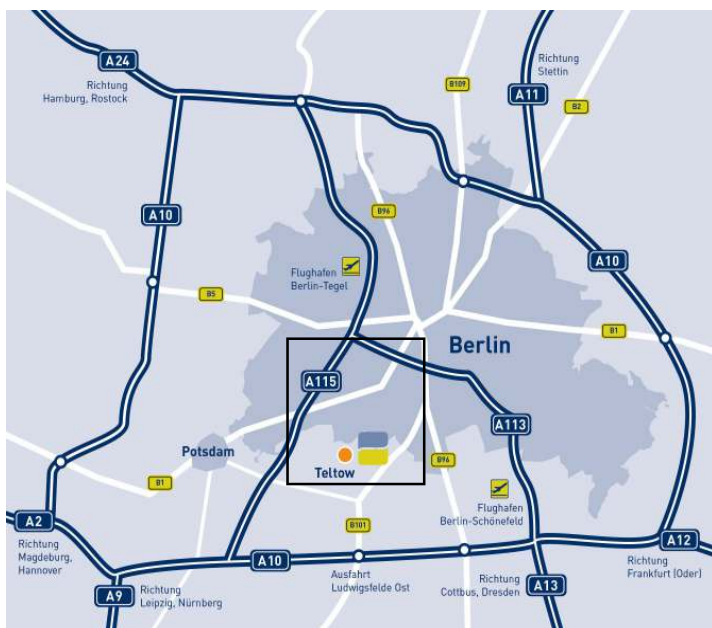 A24
Richtung
Hamburg, Rostock
Richtung
Stettin
A11
B109
B2
A10
B96
A10
Flughafen
Berlin-Tegel
B5
B1
Berlin
A115
A113
Potsdam
Teltow
B1
B96
Flughafen
Berlin-Schönefeld
A2
B101
A12
Richtung
Magdeburg,
Hannover
A10
Ausfahrt
Ludwigsfelde Ost
Richtung
Frankfurt (Oder)
A9
Richtung
Leipzig, Nürnberg
Richtung
Cottbus, Dresden
A13